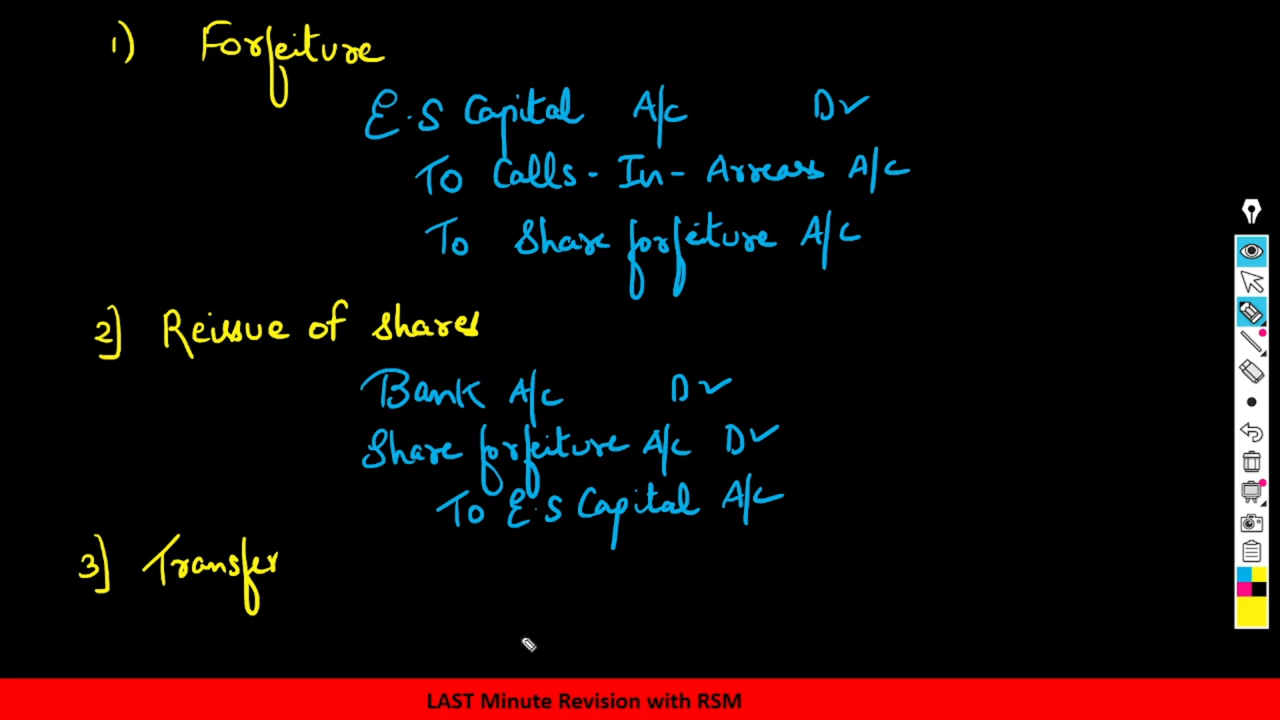 1) Forfeiture
E.S Capital A/c Dr
To Calls-In-Arrears A/c
To Share forfeiture A/c
2] Reissue of shares
Bank A/c Dr
Share forfeiture A/c Dr
To E.S Capital A/c
3] Transfer
LAST Minute Revision with RSM